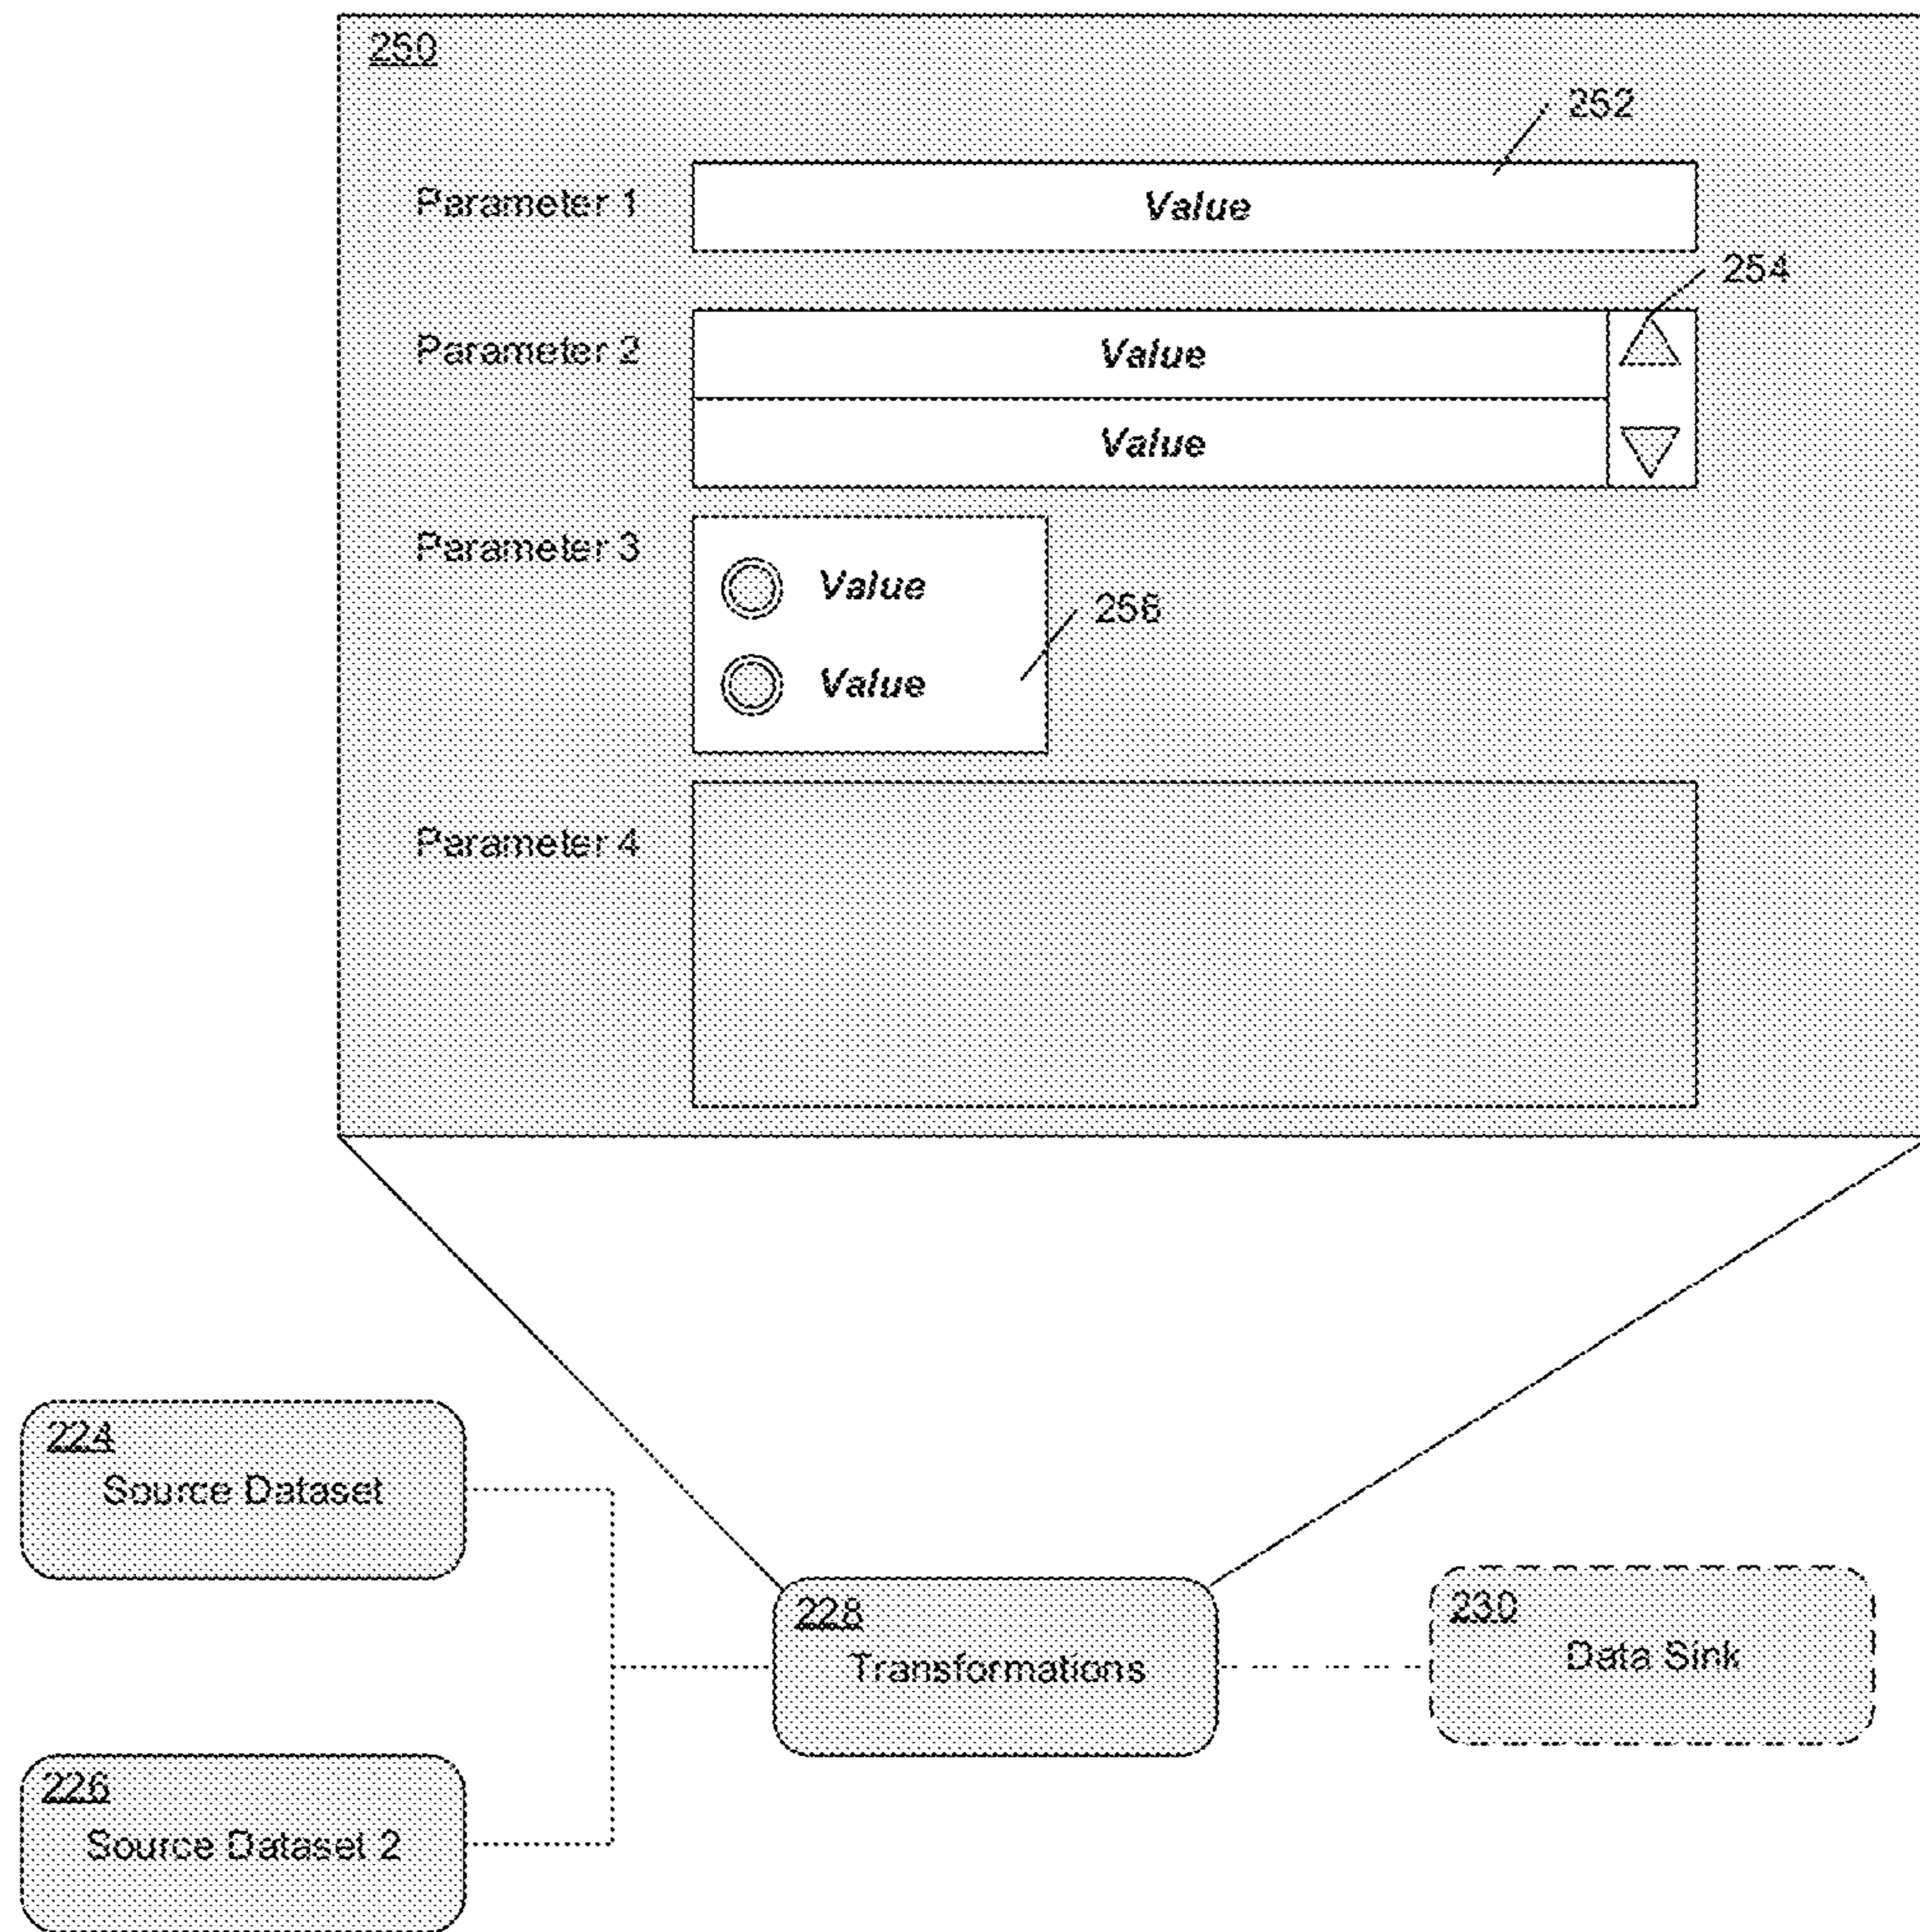 250
252
Parameter 1
Value
254
Parameter 2
Value
Value
Parameter 3
Value
256
Value
Parameter 4
224
Source Dataset
228
Transformations
230
Data Sink
226
Source Dataset 2